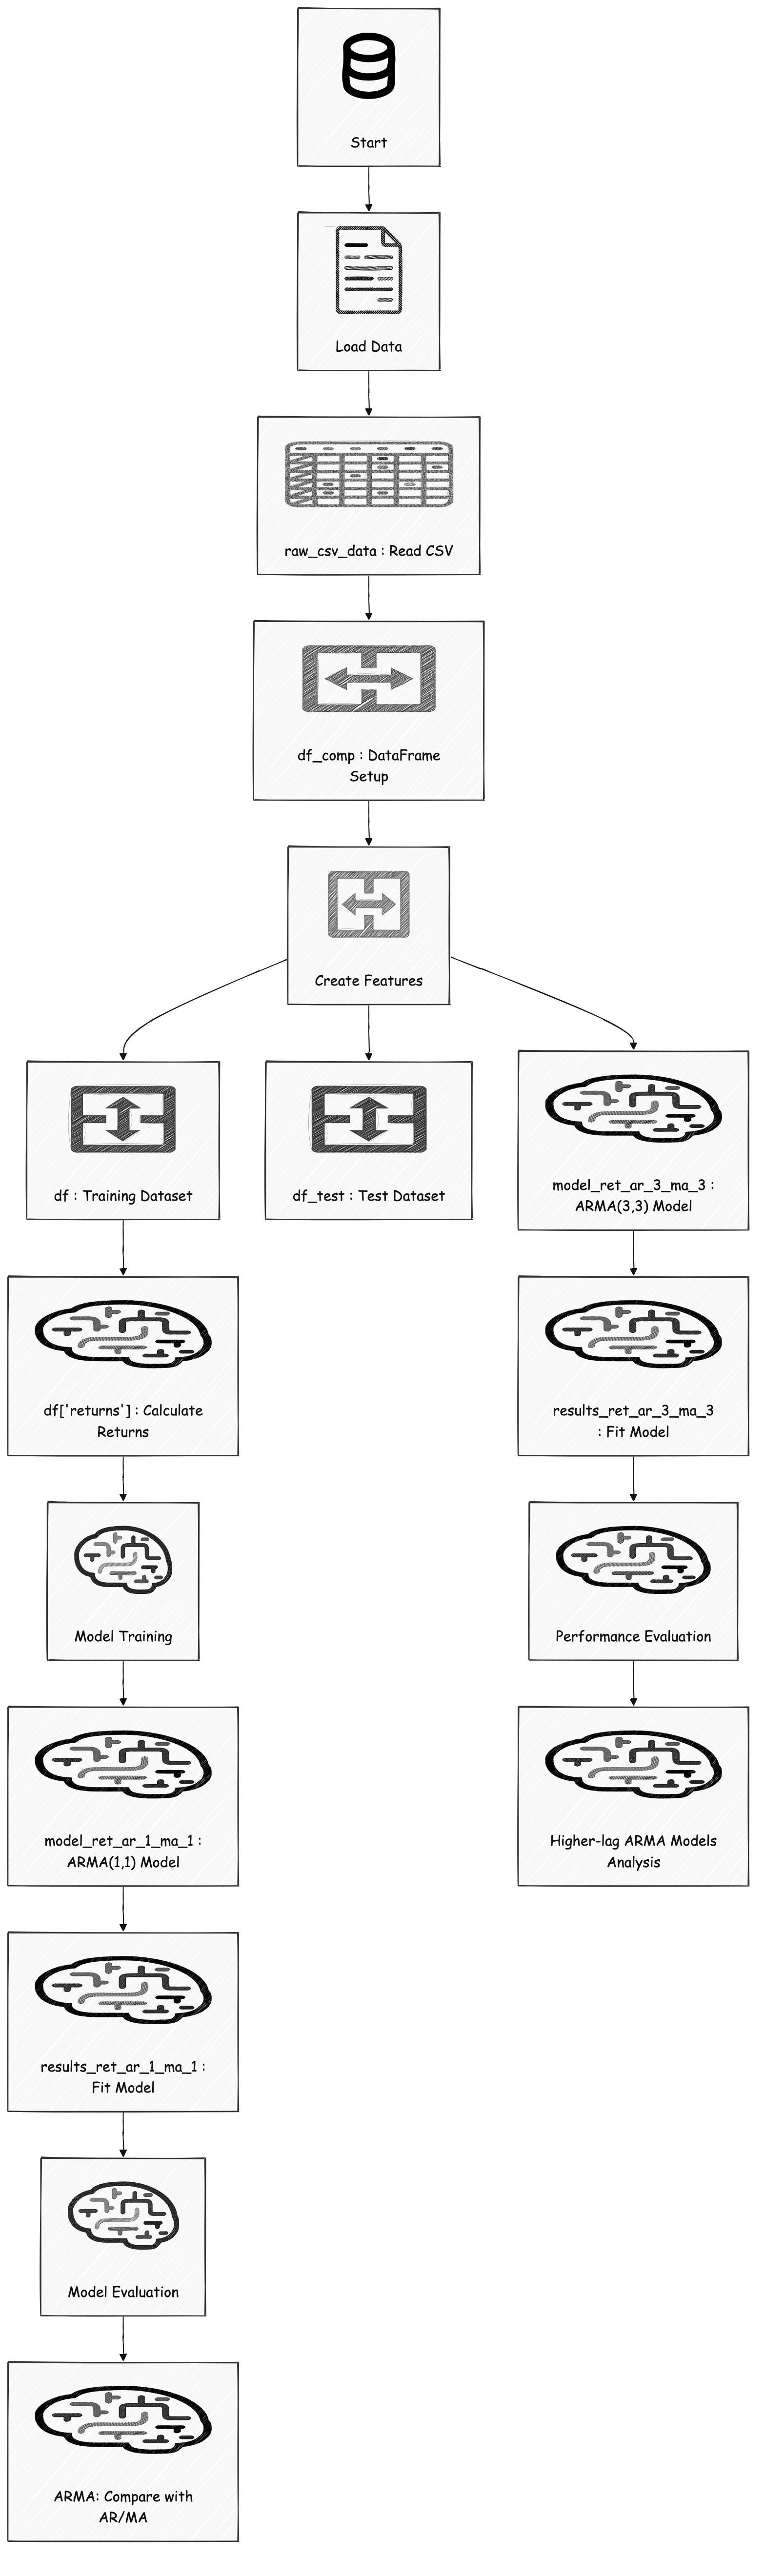 Start
Load Data
raw_csv_data : Read CSV
df_comp : DataFrame
Setup
Create Features
df : Training Dataset
df_test : Test Dataset
model_ret_ar_3_ma_3 :
ARMA(3,3) Model
df['returns'] : Calculate
Returns
results_ret_ar_3_ma_3
: Fit Model
Model Training
Performance Evaluation
model_ret_ar_1_ma_1 :
ARMA(1,1) Model
Higher-lag ARMA Models
Analysis
results_ret_ar_1_ma_1 :
Fit Model
Model Evaluation
ARMA: Compare with
AR/MA